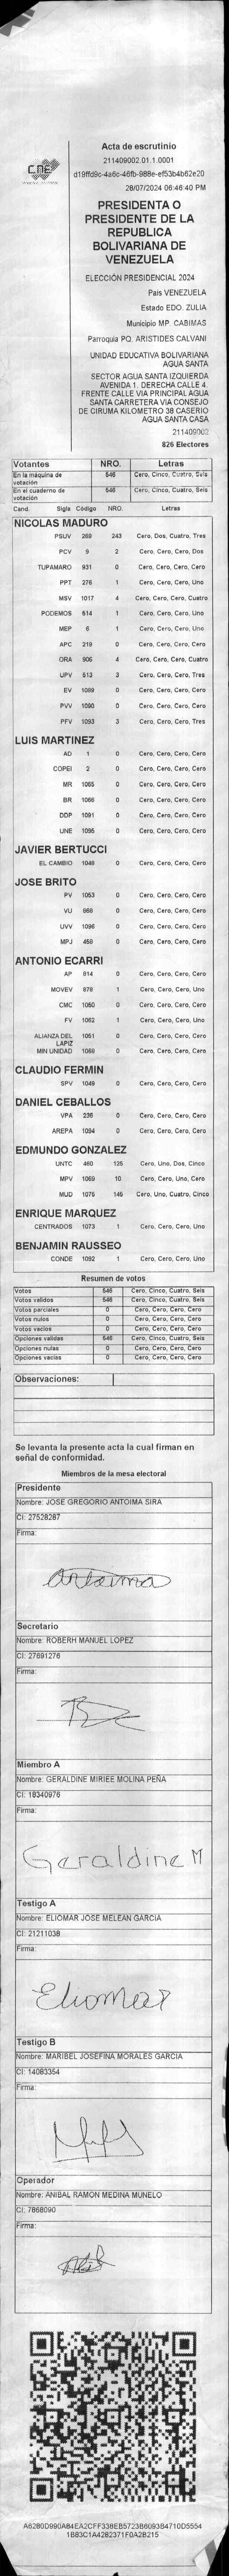 CNE
Acta de escrutinio
211409002.01.1.0001
d19ffd9c-4a6c-46fb-988e-ef53b4b62e20
28/07/2024 06:46:40 PM
PRESIDENTA O
PRESIDENTE DE LA
REPUBLICA
BOLIVARIANA DE
VENEZUELA
ELECCIÓN PRESIDENCIAL 2024
Pais VENEZUELA
Estado EDO. ZULIA
Municipio MP. CABIMAS
Parroquia PQ. ARISTIDES CALVANI
UNIDAD EDUCATIVA BOLIVARIANA
AGUA SANTA
SECTOR AGUA SANTA IZQUIERDA
AVENIDA 1. DERECHA CALLE 4.
FRENTE CALLE VIA PRINCIPAL AGUA
SANTA CARRETERA VIA CONSEJO
DE CIRUMA KILOMETRO 38 CASERIO
AGUA SANTA CASA
211409002
826 Electores
Votantes NRO. Letras
En la máquina de votación 546 Cero, Cinco, Cuatro, Seis
En el cuaderno de votación 546 Cero, Cinco, Cuatro, Seis
Cand. Sigla Código NRO. Letras
NICOLAS MADURO
PSUV 269 243 Cero, Dos, Cuatro, Tres
PCV 9 2 Cero, Cero, Cero, Dos
TUPAMARO 931 0 Cero, Cero, Cero, Cero
PPT 276 1 Cero, Cero, Cero, Uno
MSV 1017 4 Cero, Cero, Cero, Cuatro
PODEMOS 614 1 Cero, Cero, Cero, Uno
MEP 6 1 Cero, Cero, Cero, Uno
APC 219 0 Cero, Cero, Cero, Cero
ORA 906 4 Cero, Cero, Cero, Cuatro
UPV 513 3 Cero, Cero, Cero, Tres
EV 1089 0 Cero, Cero, Cero, Cero
PVV 1090 0 Cero, Cero, Cero, Cero
PFV 1093 3 Cero, Cero, Cero, Tres
LUIS MARTINEZ
AD 1 0 Cero, Cero, Cero, Cero
COPEI 2 0 Cero, Cero, Cero, Cero
MR 1065 0 Cero, Cero, Cero, Cero
BR 1066 0 Cero, Cero, Cero, Cero
DDP 1091 0 Cero, Cero, Cero, Cero
UNE 1095 0 Cero, Cero, Cero, Cero
JAVIER BERTUCCI
EL CAMBIO 1048 0 Cero, Cero, Cero, Cero
JOSE BRITO
PV 1053 0 Cero, Cero, Cero, Cero
VU 868 0 Cero, Cero, Cero, Cero
UVV 1096 0 Cero, Cero, Cero, Cero
MPJ 458 0 Cero, Cero, Cero, Cero
ANTONIO ECARRI
AP 814 0 Cero, Cero, Cero, Cero
MOVEV 878 1 Cero, Cero, Cero, Uno
CMC 1050 0 Cero, Cero, Cero, Cero
FV 1062 1 Cero, Cero, Cero, Uno
ALIANZA DEL LAPIZ 1051 0 Cero, Cero, Cero, Cero
MIN UNIDAD 1068 0 Cero, Cero, Cero, Cero
CLAUDIO FERMIN
SPV 1049 0 Cero, Cero, Cero, Cero
DANIEL CEBALLOS
VPA 236 0 Cero, Cero, Cero, Cero
AREPA 1094 0 Cero, Cero, Cero, Cero
EDMUNDO GONZALEZ
UNTC 460 125 Cero, Uno, Dos, Cinco
MPV 1069 10 Cero, Cero, Uno, Cero
MUD 1075 145 Cero, Uno, Cuatro, Cinco
ENRIQUE MARQUEZ
CENTRADOS 1073 1 Cero, Cero, Cero, Uno
BENJAMIN RAUSSEO
CONDE 1092 1 Cero, Cero, Cero, Uno
Resumen de votos
Votos 546 Cero, Cinco, Cuatro, Seis
Votos validos 546 Cero, Cinco, Cuatro, Seis
Votos parciales 0 Cero, Cero, Cero, Cero
Votos nulos 0 Cero, Cero, Cero, Cero
Votos vacíos 0 Cero, Cero, Cero, Cero
Opciones validas 546 Cero, Cinco, Cuatro, Seis
Opciones nulas 0 Cero, Cero, Cero, Cero
Opciones vacías 0 Cero, Cero, Cero, Cero
Observaciones:
Se levanta la presente acta la cual firman en
señal de conformidad.
Miembros de la mesa electoral
Presidente
Nombre: JOSE GREGORIO ANTOIMA SIRA
CI: 27528287
Firma:
Antoima
Secretario
Nombre: ROBERH MANUEL LOPEZ
CI: 27691276
Firma:
Miembro A
Nombre: GERALDINE MIRIEE MOLINA PEÑA
CI: 18340976
Firma:
Geraldine M
Testigo A
Nombre: ELIOMAR JOSE MELEAN GARCIA
CI: 21211038
Firma:
Eliomar
Testigo B
Nombre: MARIBEL JOSEFINA MORALES GARCIA
CI: 14083354
Firma:
Operador
Nombre: ANIBAL RAMON MEDINA MUNELO
CI: 7868090
Firma:
A6280D990A84EA2CFF338EB5723B6093B4710D5554
1B83C1A4282371F0A2B215